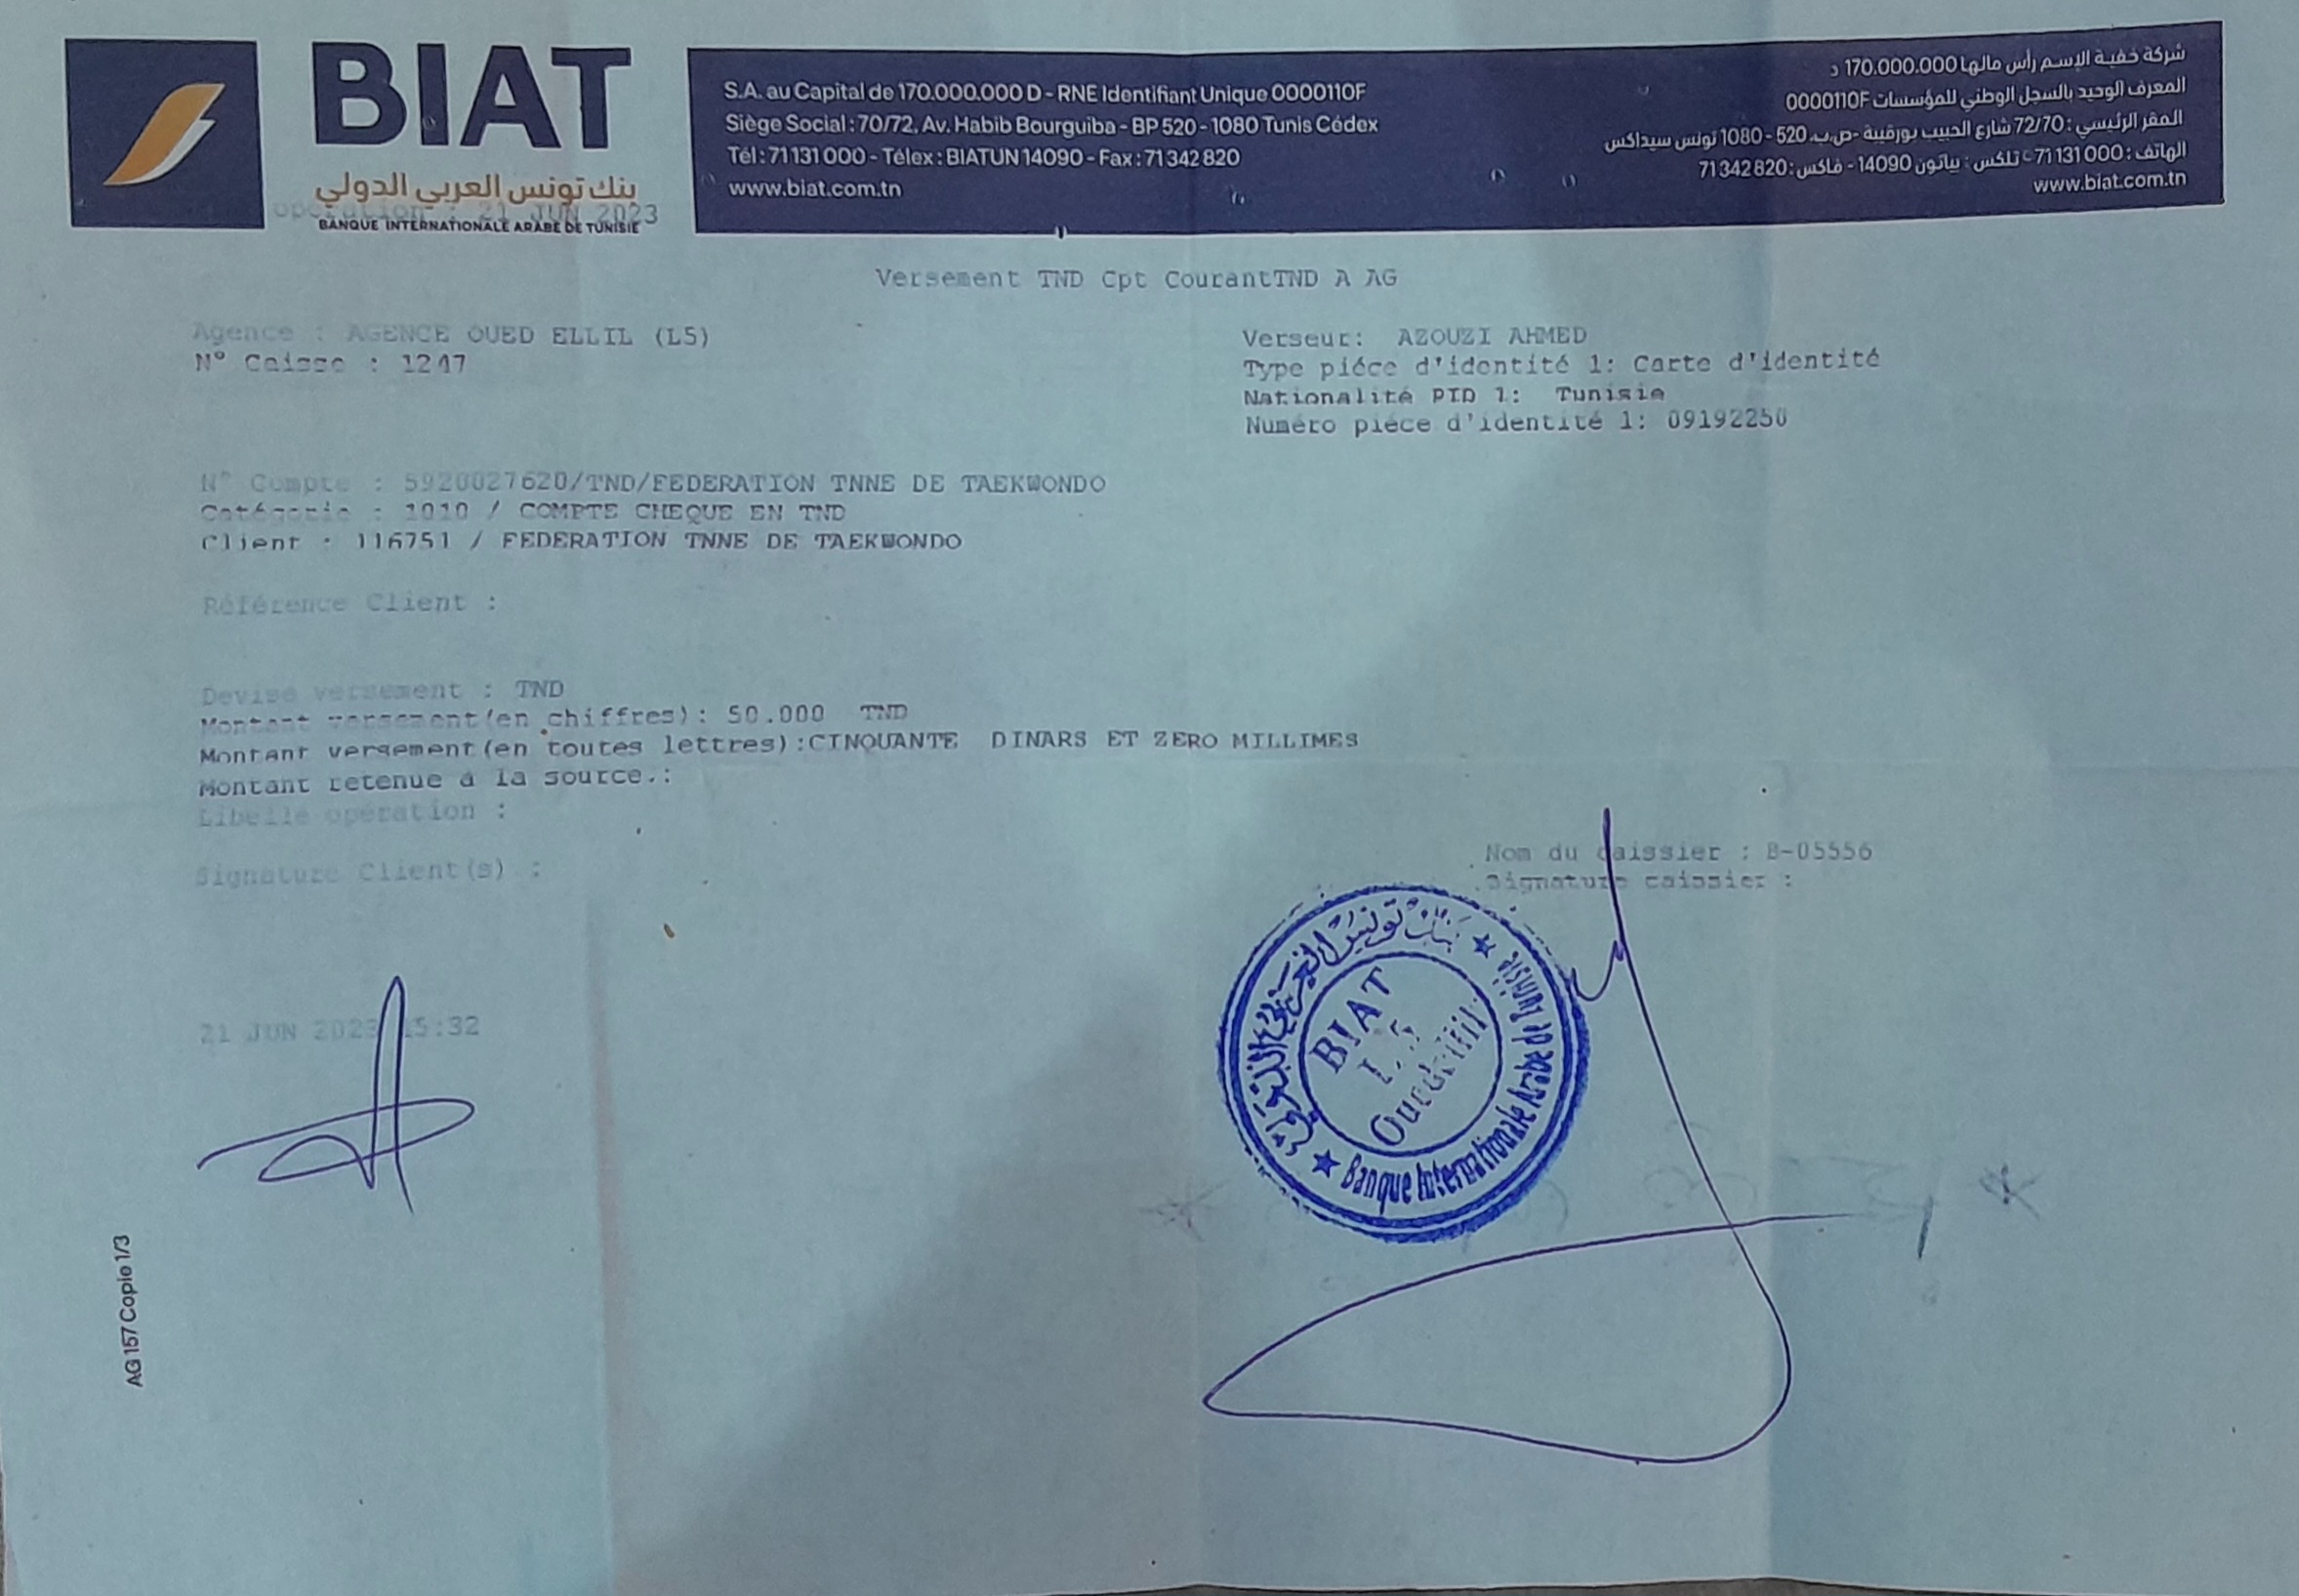 BIAT
بنك تونس العربي الدولي
BANQUE INTERNATIONALE ARABE DE TUNISIE
opération : 21 JUN 2023
S.A. au Capital de 170.000.000 D - RNE Identifiant Unique 0000110F
Siège Social : 70/72, Av. Habib Bourguiba - BP 520 - 1080 Tunis Cédex
Tél : 71 131 000 - Télex : BIATUN 14090 - Fax : 71 342 820
www.biat.com.tn
شركة خفية الإسم رأس مالها 170.000.000 د
المعرف الوحيد بالسجل الوطني للمؤسسات 0000110F
المقر الرئيسي : 72/70 شارع الحبيب بورقيبة -ص.ب. 520 - 1080 تونس سيداكس
الهاتف : 71 131 000 - تلكس : بياتون 14090 - فاكس : 71 342 820
www.biat.com.tn
Versement TND Cpt CourantTND A AG
Agence : AGENCE OUED ELLIL (L5)
N° Caisse : 1247
Verseur: AZOUZI AHMED
Type piéce d'identité 1: Carte d'identité
Nationalité PID 1: Tunisie
Numéro piéce d'identité 1: 09192250
N° Compte : 5920027620/TND/FEDERATION TNNE DE TAEKWONDO
Catégorie : 1010 / COMPTE CHEQUE EN TND
Client : 116751 / FEDERATION TNNE DE TAEKWONDO
Référence Client :
Devise versement : TND
Montant versement(en chiffres): 50.000 TND
Montant versement(en toutes lettres):CINQUANTE DINARS ET ZERO MILLIMES
Montant retenue à la source.:
Libellé opération :
Signature Client(s) :
Nom du caissier : B-05556
Signature caissier :
21 JUN 2023 15:32
بنك تونس العربي الدولي
BIAT
L.5
Ouedellil
Banque Internationale Arabe de Tunisie
AG 157 Copie 1/3